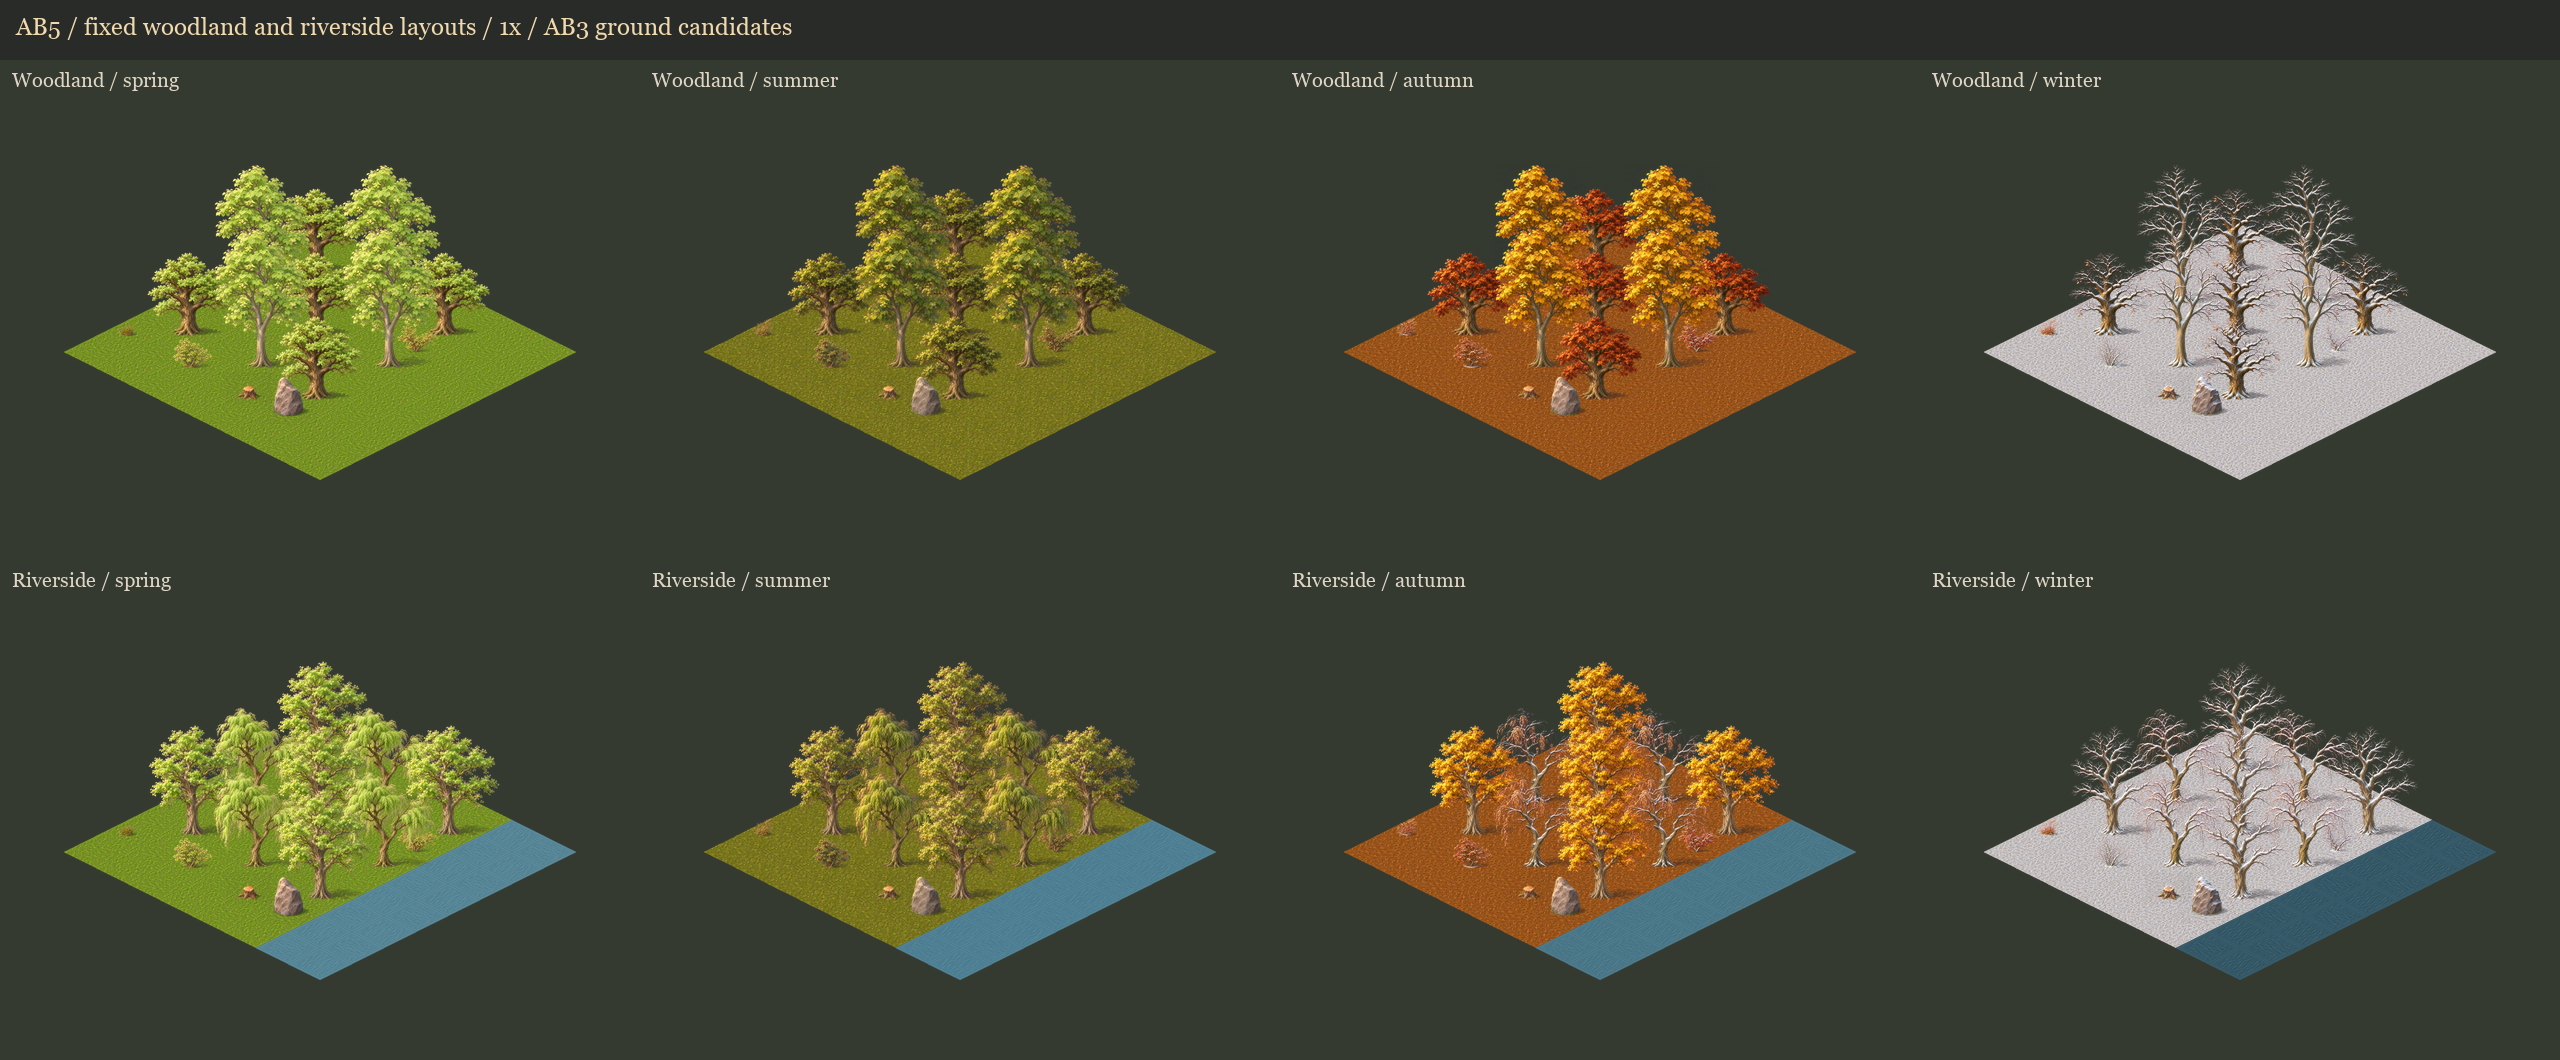 AB5 / fixed woodland and riverside layouts / 1x / AB3 ground candidates
Woodland / spring
Woodland / summer
Woodland / autumn
Woodland / winter
Riverside / spring
Riverside / summer
Riverside / autumn
Riverside / winter